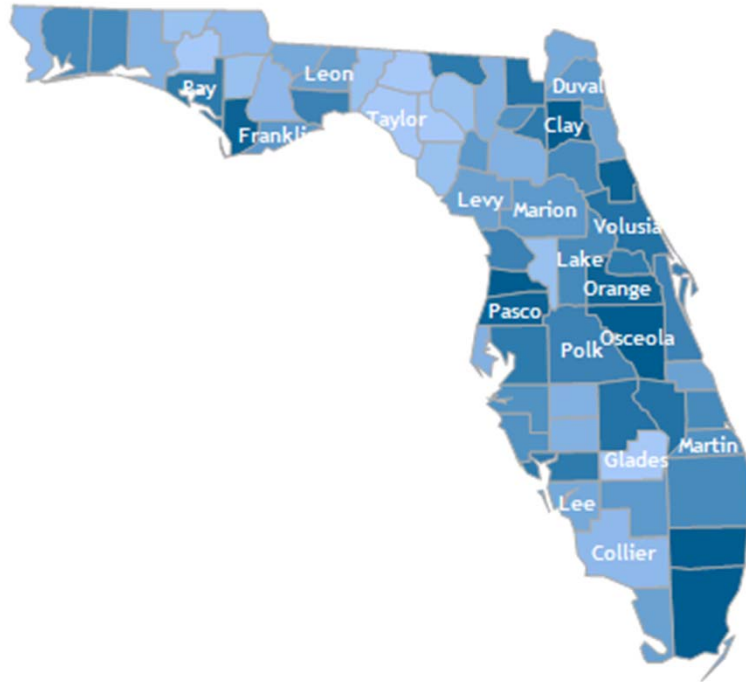 Leon
Duval
Bay
Taylor
Clay
Frankli
Levy
Marion
Volusia
Lake
Orange
Pasco
Osceola
Polk
Martin
Glades
Lee
Collier